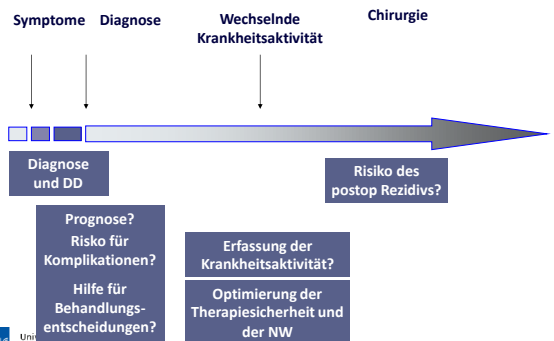 Symptome
Diagnose
Wechselnde
Krankheitsaktivität
Chirurgie
Diagnose
und DD
Risiko des
postop Rezidivs?
Prognose?
Risko für
Komplikationen?
Hilfe für
Behandlungs-
entscheidungen?
Erfassung der
Krankheitsaktivität?
Optimierung der
Therapiesicherheit und
der NW